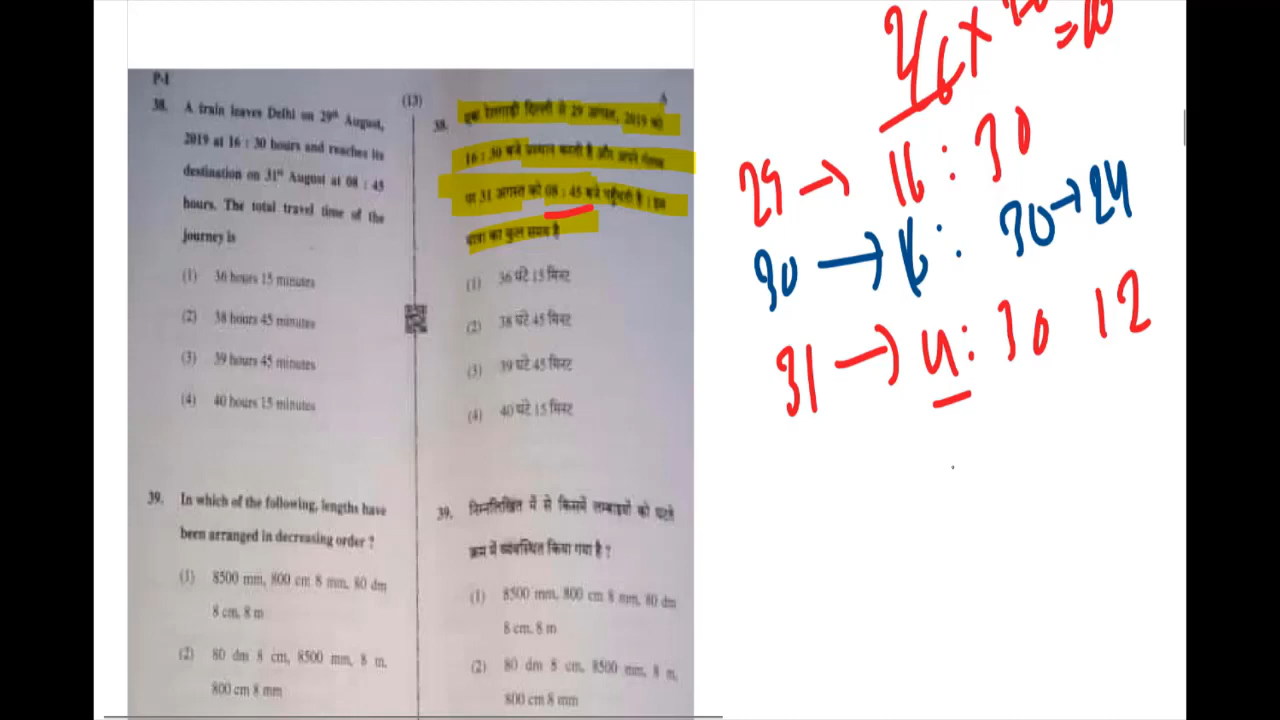 P-I
(13)
A
38. A train leaves Delhi on 29th August,
2019 at 16 : 30 hours and reaches its
destination on 31st August at 08 : 45
hours. The total travel time of the
journey is
(1) 36 hours 15 minutes
(2) 38 hours 45 minutes
(3) 39 hours 45 minutes
(4) 40 hours 15 minutes
39. In which of the following, lengths have
been arranged in decreasing order ?
(1) 8500 mm, 800 cm 8 mm, 80 dm
8 cm, 8 m
(2) 80 dm 8 cm, 8500 mm, 8 m,
800 cm 8 mm
38. एक रेलगाड़ी दिल्ली से 29 अगस्त, 2019 को
16 : 30 बजे प्रस्थान करती है और अपने गंतव्य
पर 31 अगस्त को 08 : 45 बजे पहुँचती है। इस
यात्रा का कुल समय है
(1) 36 घंटे 15 मिनट
(2) 38 घंटे 45 मिनट
(3) 39 घंटे 45 मिनट
(4) 40 घंटे 15 मिनट
39. निम्नलिखित में से किसमें लम्बाइयों को घटते
क्रम में व्यवस्थित किया गया है ?
(1) 8500 mm, 800 cm 8 mm, 80 dm
8 cm, 8 m
(2) 80 dm 8 cm, 8500 mm, 8 m,
800 cm 8 mm
29 → 16 : 30
30 → 16 : 30 → 24
31 → 4 : 30 12